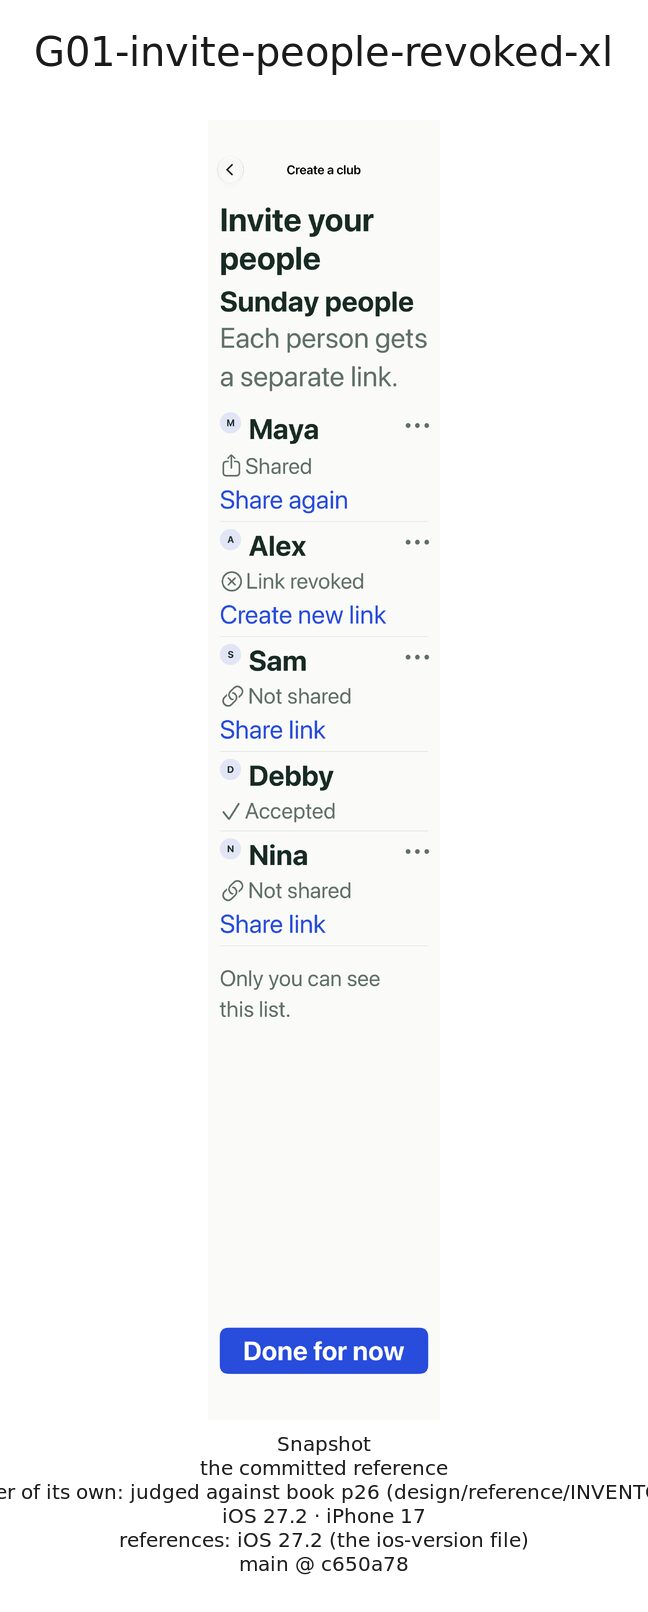 G01-invite-people-revoked-xl
Create a club
Invite your
people
Sunday people
Each person gets
a separate link.
M Maya
Shared
Share again
A Alex
Link revoked
Create new link
S Sam
Not shared
Share link
D Debby
Accepted
N Nina
Not shared
Share link
Only you can see
this list.
Done for now
Snapshot
the committed reference
er of its own: judged against book p26 (design/reference/INVENTO
iOS 27.2 · iPhone 17
references: iOS 27.2 (the ios-version file)
main @ c650a78